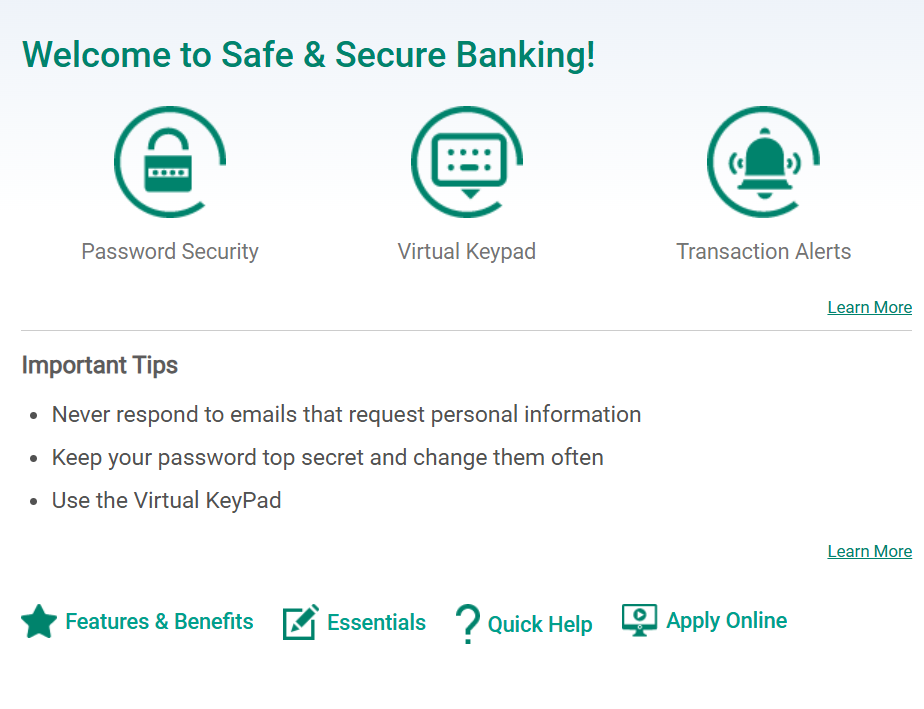 Welcome to Safe & Secure Banking!
Password Security
Virtual Keypad
Transaction Alerts
Learn More
Important Tips
Never respond to emails that request personal information
Keep your password top secret and change them often
Use the Virtual KeyPad
Learn More
Features & Benefits
Essentials
Quick Help
Apply Online